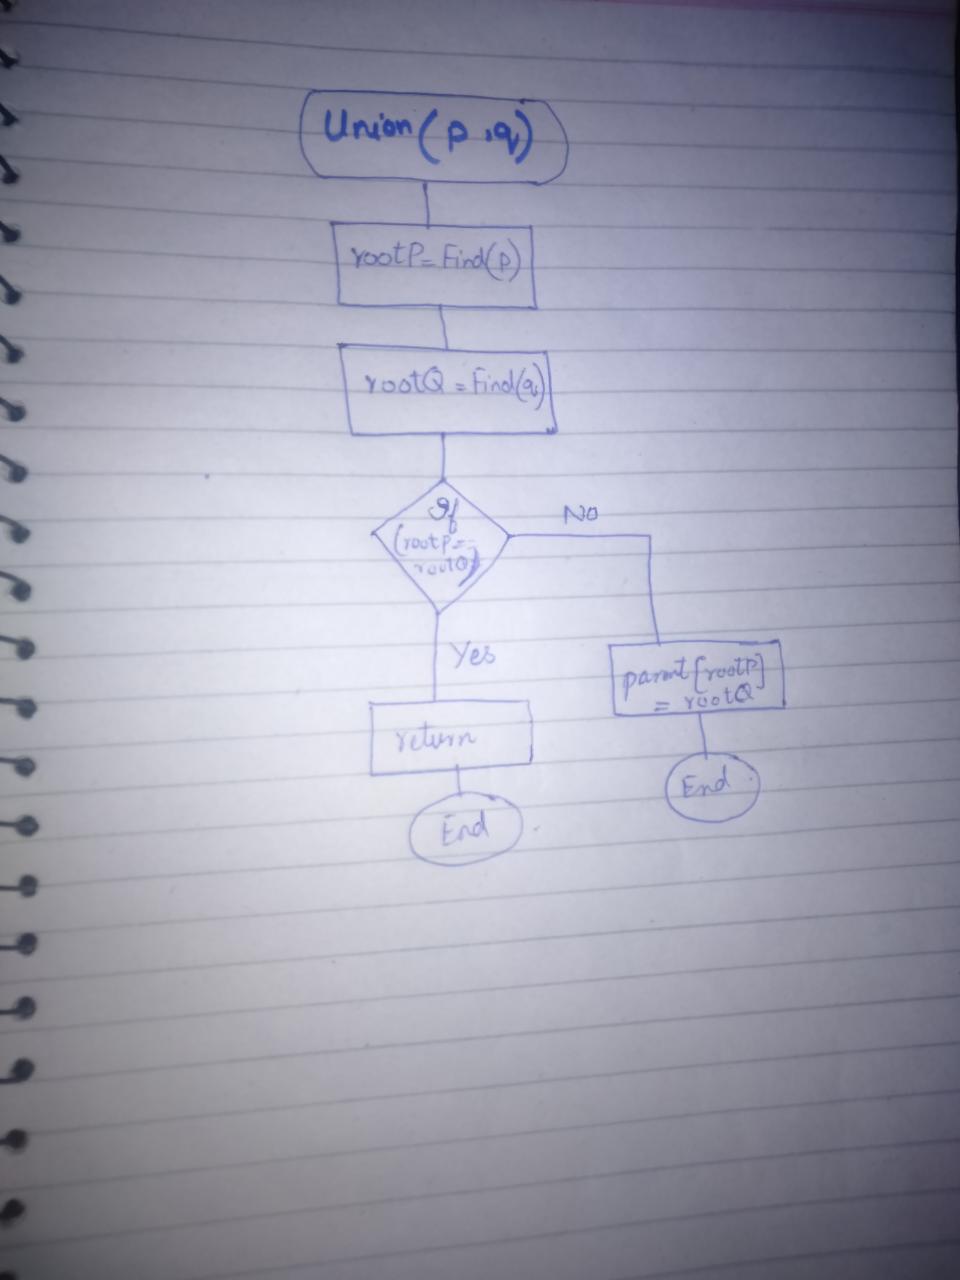 Union(p,q)
rootP=Find(p)
rootQ=Find(q)
If
(rootP==
rootQ)
No
Yes
parent[rootP]
= rootQ
return
End
End